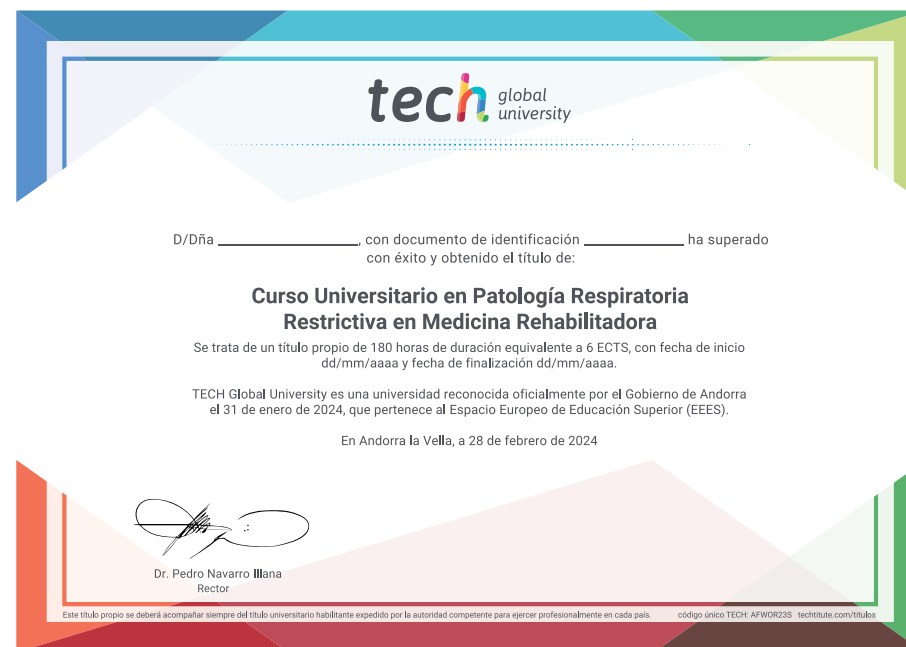 tech global university
D/Dña ____________________, con documento de identificación ______________ ha superado
con éxito y obtenido el título de:
Curso Universitario en Patología Respiratoria
Restrictiva en Medicina Rehabilitadora
Se trata de un título propio de 180 horas de duración equivalente a 6 ECTS, con fecha de inicio
dd/mm/aaaa y fecha de finalización dd/mm/aaaa.
TECH Global University es una universidad reconocida oficialmente por el Gobierno de Andorra
el 31 de enero de 2024, que pertenece al Espacio Europeo de Educación Superior (EEES).
En Andorra la Vella, a 28 de febrero de 2024
Dr. Pedro Navarro Illana
Rector
Este título propio se deberá acompañar siempre del título universitario habilitante expedido por la autoridad competente para ejercer profesionalmente en cada país. código único TECH: AFWOR23S techtitute.com/titulos